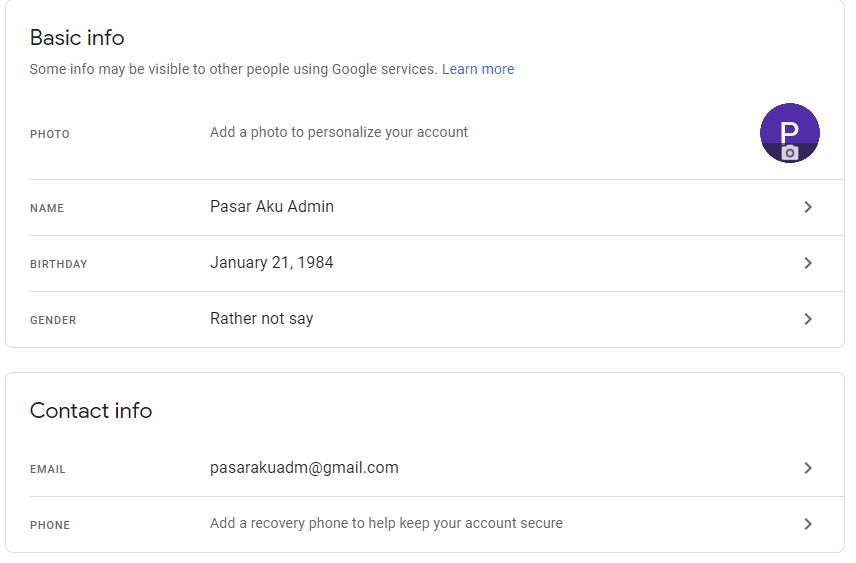 Basic info
Some info may be visible to other people using Google services. Learn more
PHOTO
Add a photo to personalize your account
P
NAME
Pasar Aku Admin
BIRTHDAY
January 21, 1984
GENDER
Rather not say
Contact info
EMAIL
pasarakuadm@gmail.com
PHONE
Add a recovery phone to help keep your account secure